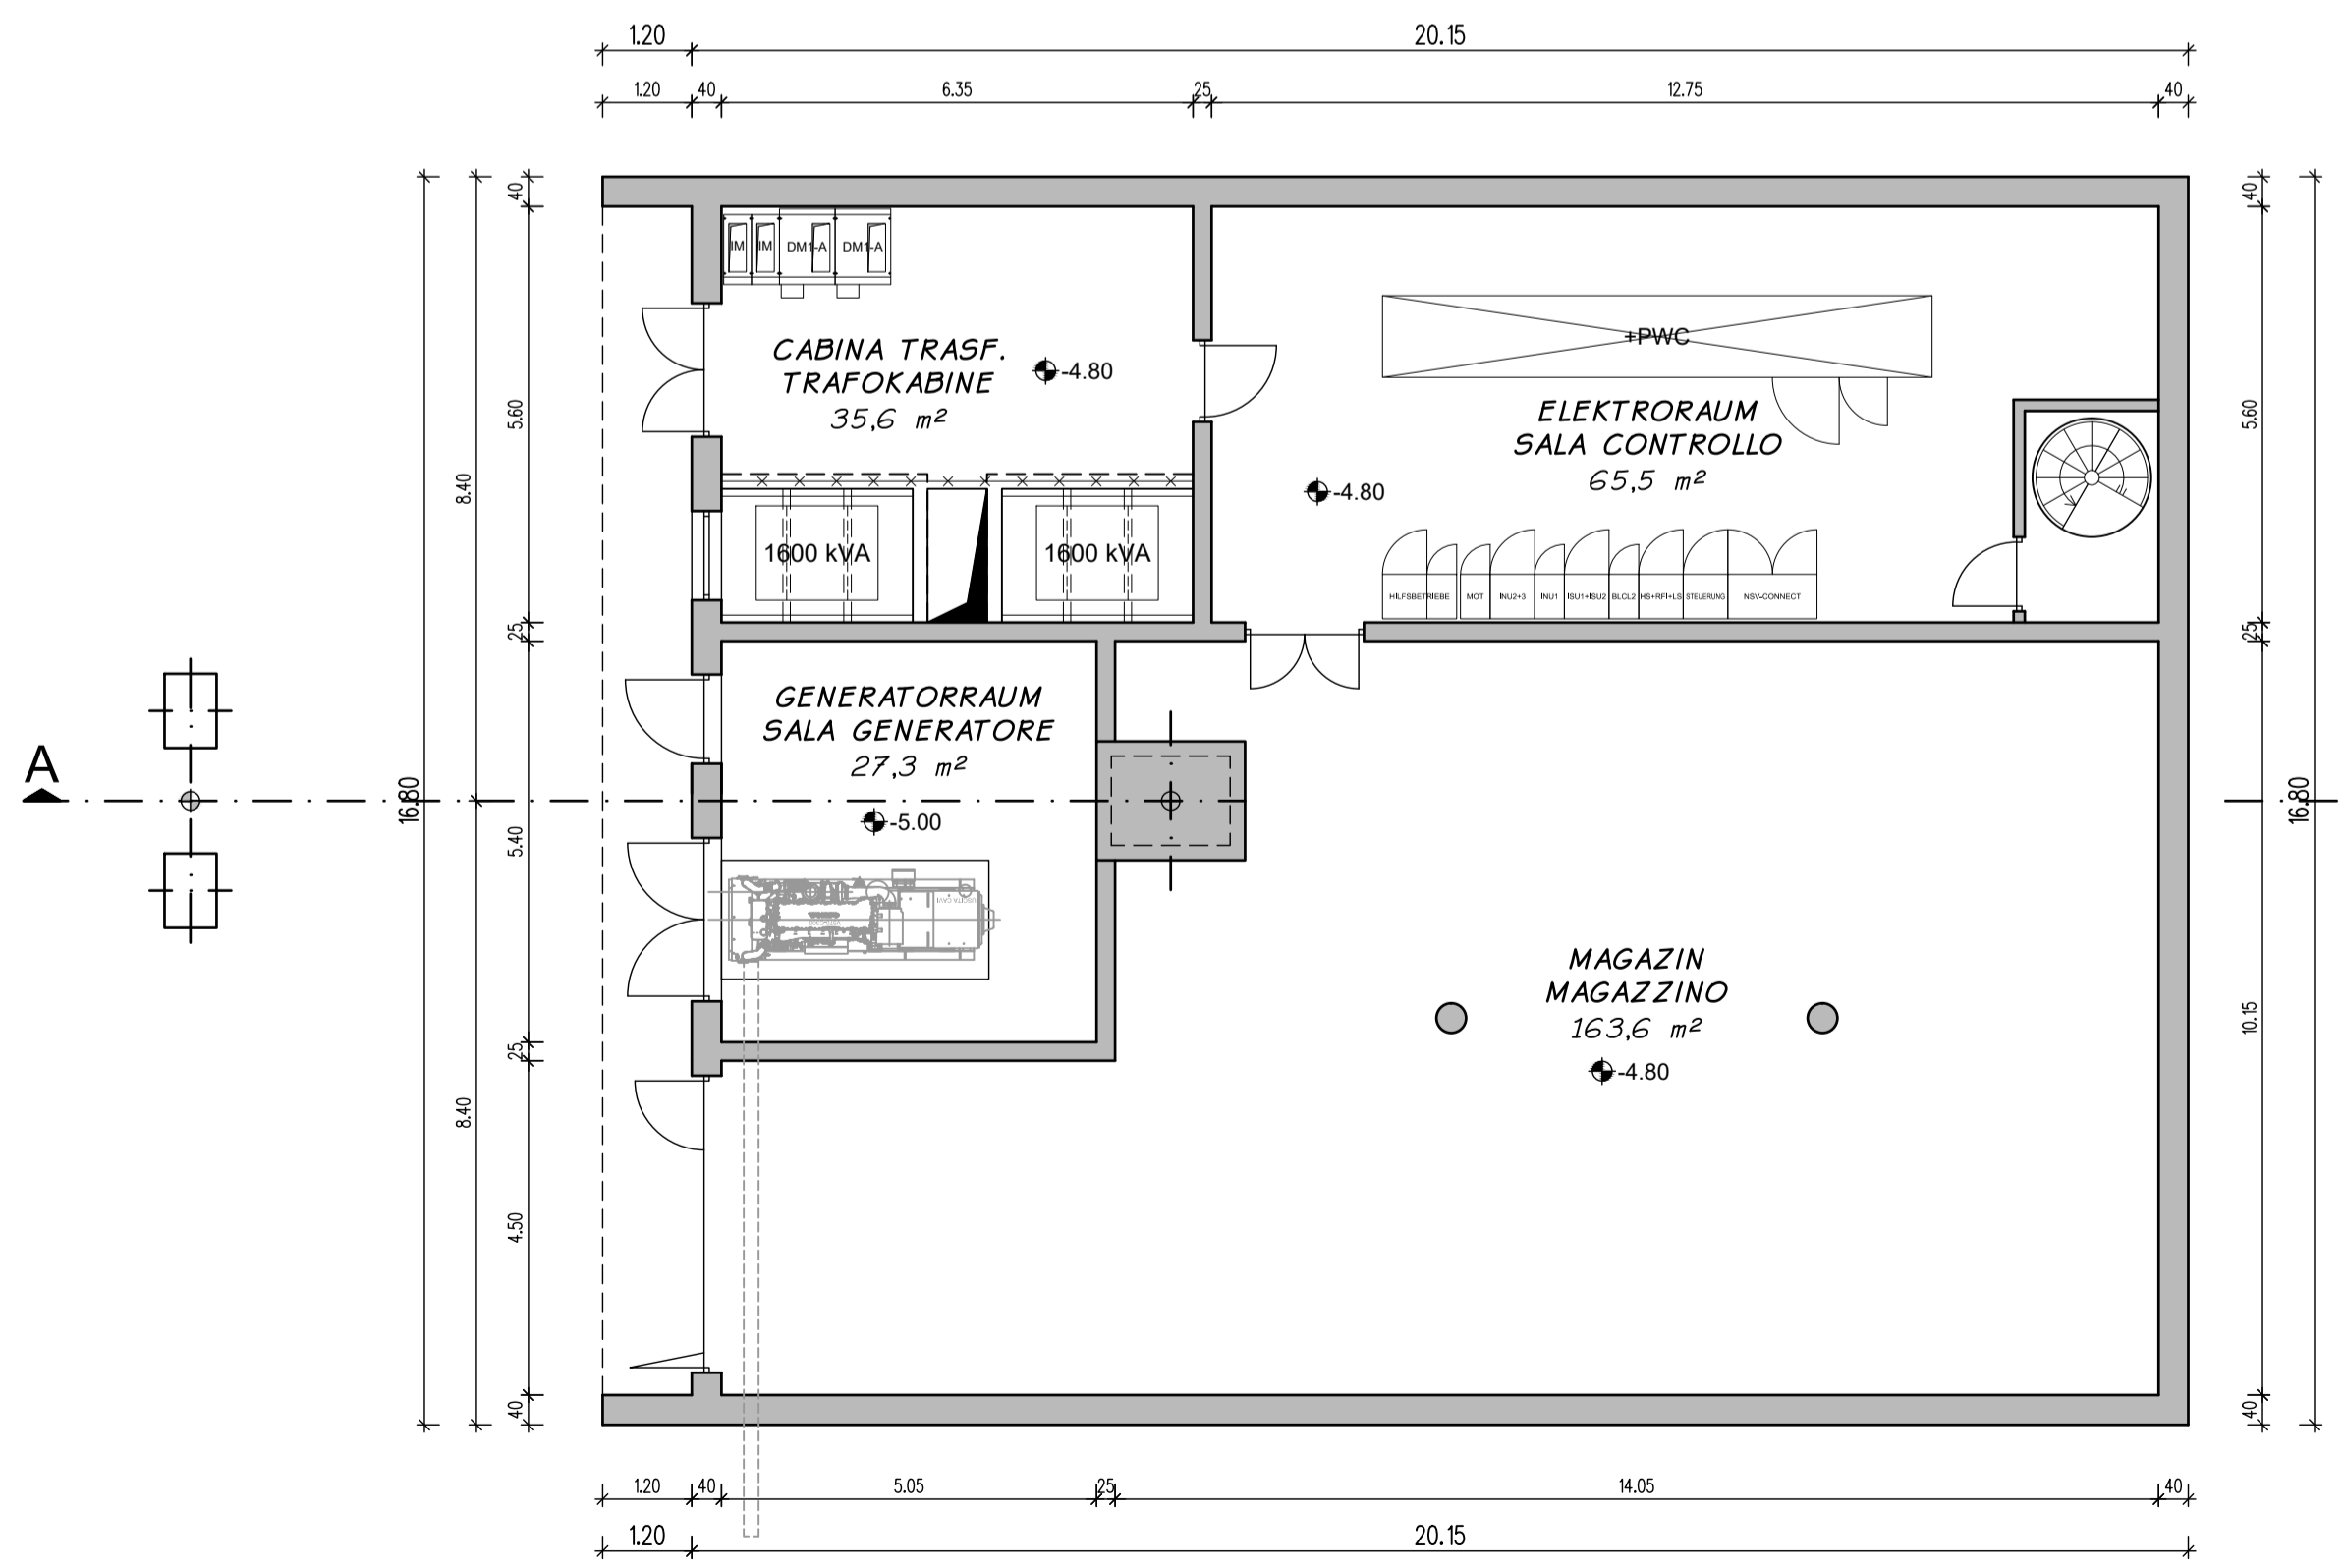 1.20 20.15
1.20 40 6.35 25 12.75 40
40
5.60
25
5.40
25
4.50
40
8.40
8.40
16.80
40
5.60
25
10.15
40
16.80
IM IM DM1-A DM1-A
CABINA TRASF.
TRAFOKABINE
35,6 m²
-4.80
1600 kVA
1600 kVA
+PWC
ELEKTRORAUM
SALA CONTROLLO
65,5 m²
-4.80
HILFSBETRIEBE MOT INU2+3 INU1 ISU1+ISU2 BLCL2 HS+RFI+LS STEUERUNG NSV-CONNECT
GENERATORRAUM
SALA GENERATORE
27,3 m²
-5.00
A
USCITA CAVI
MAGAZIN
MAGAZZINO
163,6 m²
-4.80
1.20 40 5.05 25 14.05 40
1.20 20.15